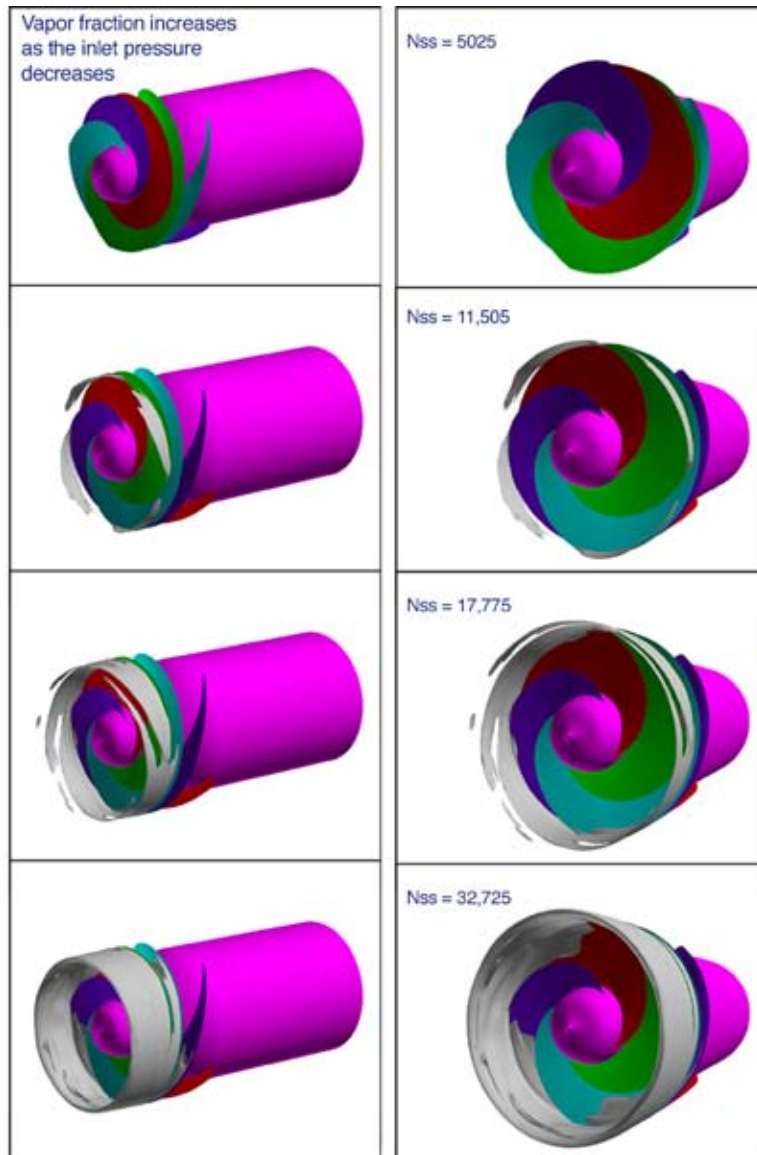 Vapor fraction increases
as the inlet pressure
decreases
Nss = 5025
Nss = 11,505
Nss = 17,775
Nss = 32,725